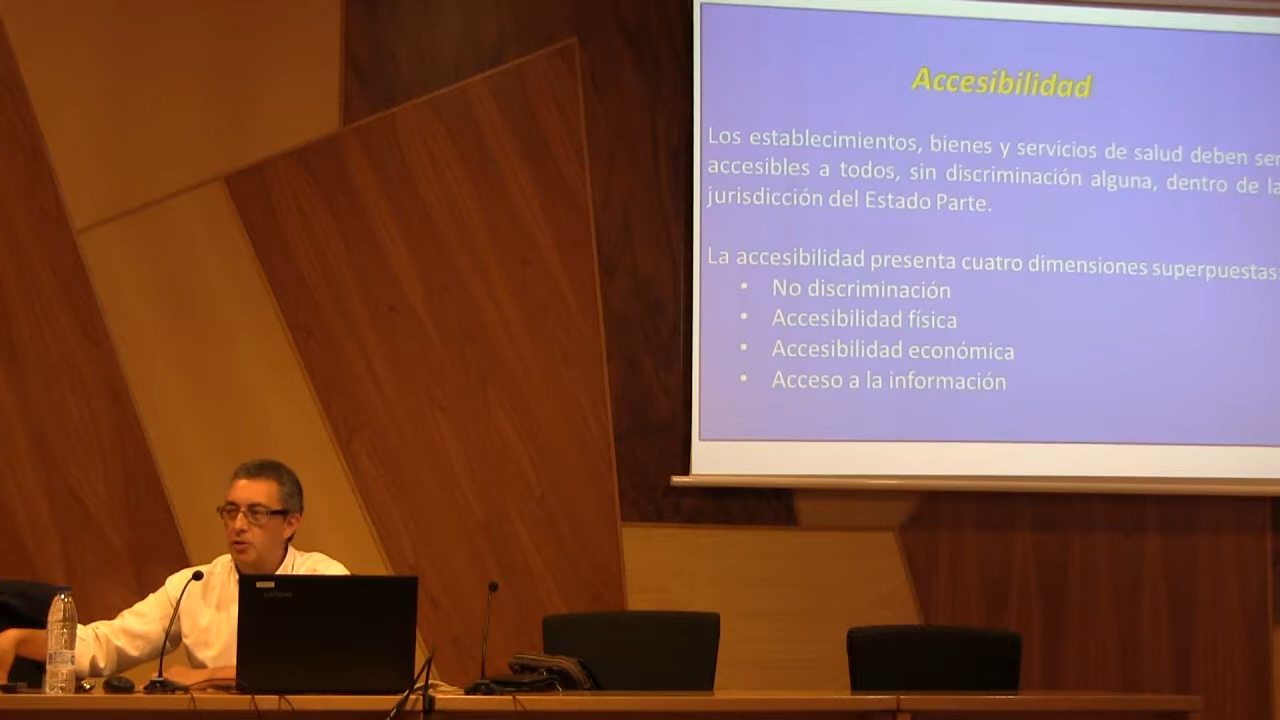 Accesibilidad
Los establecimientos, bienes y servicios de salud deben ser
accesibles a todos, sin discriminación alguna, dentro de la
jurisdicción del Estado Parte.
La accesibilidad presenta cuatro dimensiones superpuestas:
• No discriminación
• Accesibilidad física
• Accesibilidad económica
• Acceso a la información
lenovo